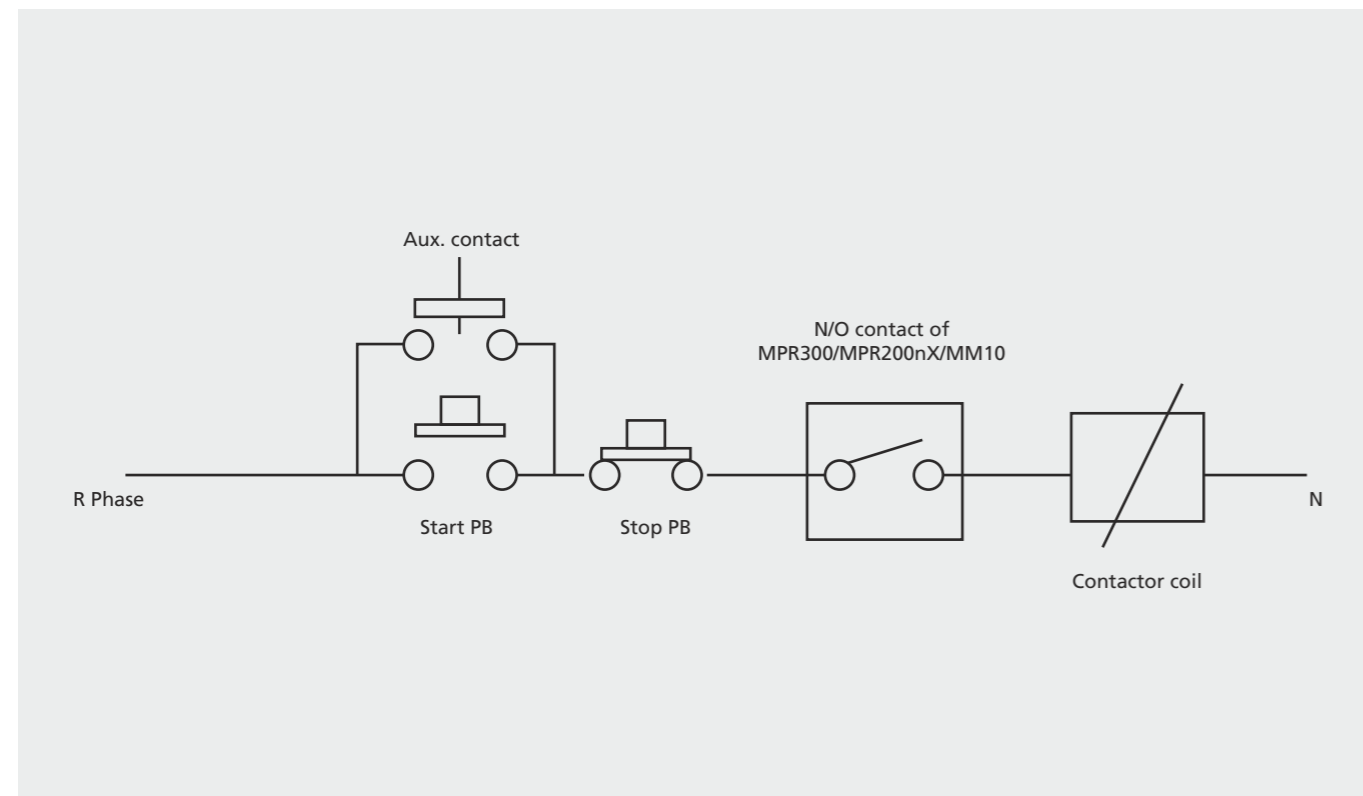 Aux. contact
N/O contact of
MPR300/MPR200nX/MM10
R Phase
N
Start PB
Stop PB
Contactor coil